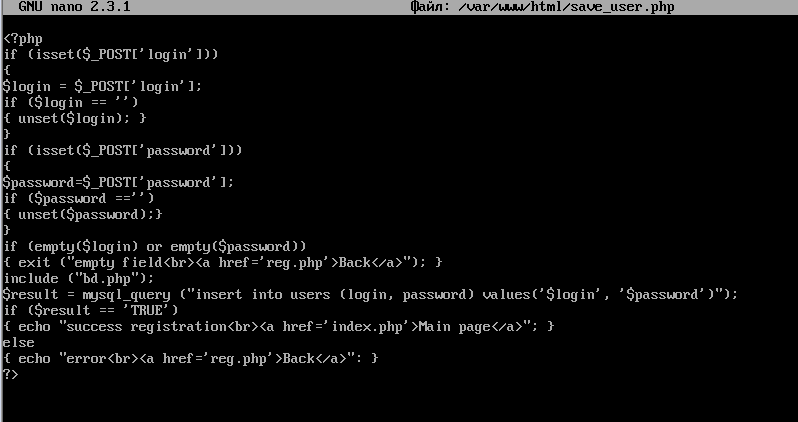 GNU nano 2.3.1 Файл: /var/www/html/save_user.php
<?php
if (isset($_POST['login']))
{
$login = $_POST['login'];
if ($login == '')
{ unset($login); }
}
if (isset($_POST['password']))
{
$password=$_POST['password'];
if ($password =='')
{ unset($password);}
}
if (empty($login) or empty($password))
{ exit ("empty field<br><a href='reg.php'>Back</a>"); }
include ("bd.php");
$result = mysql_query ("insert into users (login, password) values('$login', '$password')");
if ($result == 'TRUE')
{ echo "success registration<br><a href='index.php'>Main page</a>"; }
else
{ echo "error<br><a href='reg.php'>Back</a>": }
?>